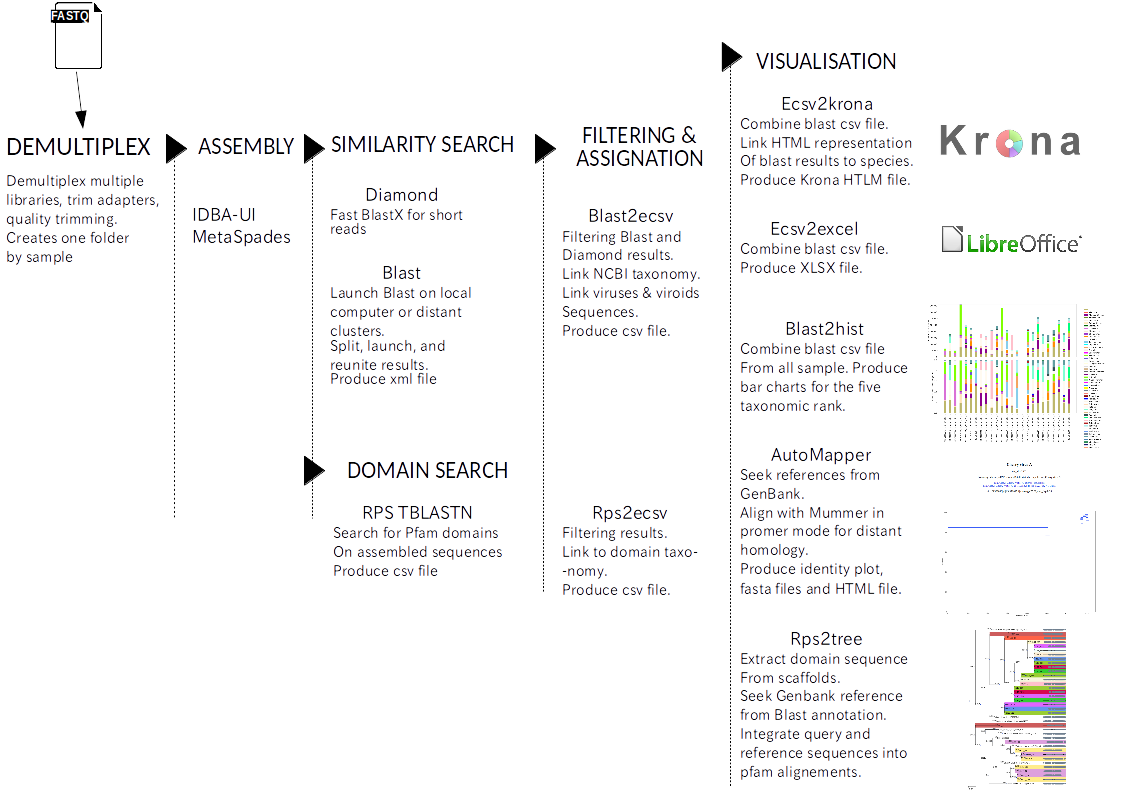 FASTQ
DEMULTIPLEX
Demultiplex multiple
libraries, trim adapters,
quality trimming.
Creates one folder
by sample
ASSEMBLY
IDBA-UI
MetaSpades
SIMILARITY SEARCH
Diamond
Fast BlastX for short
reads
Blast
Launch Blast on local
computer or distant
clusters.
Split, launch, and
reunite results.
Produce xml file
DOMAIN SEARCH
RPS TBLASTN
Search for Pfam domains
On assembled sequences
Produce csv file
FILTERING &
ASSIGNATION
Blast2ecsv
Filtering Blast and
Diamond results.
Link NCBI taxonomy.
Link viruses & viroids
Sequences.
Produce csv file.
Rps2ecsv
Filtering results.
Link to domain taxo-
-nomy.
Produce csv file.
VISUALISATION
Ecsv2krona
Combine blast csv file.
Link HTML representation
Of blast results to species.
Produce Krona HTLM file.
Krona
Ecsv2excel
Combine blast csv file.
Produce XLSX file.
LibreOffice
Blast2hist
Combine blast csv file
From all sample. Produce
bar charts for the five
taxonomic rank.
AutoMapper
Seek references from
GenBank.
Align with Mummer in
promer mode for distant
homology.
Produce identity plot,
fasta files and HTML file.
Rps2tree
Extract domain sequence
From scaffolds.
Seek Genbank reference
from Blast annotation.
Integrate query and
reference sequences into
pfam alignements.